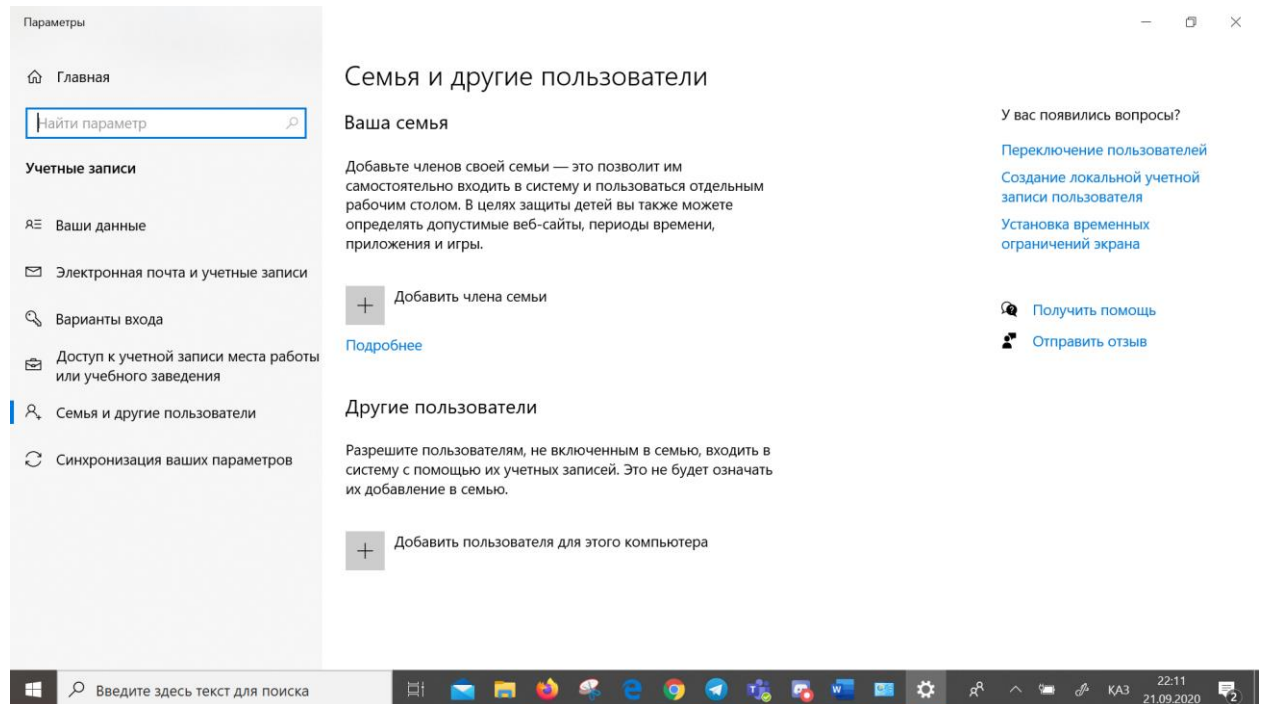 Параметры
Главная
Найти параметр
Учетные записи
Ваши данные
Электронная почта и учетные записи
Варианты входа
Доступ к учетной записи места работы
или учебного заведения
Семья и другие пользователи
Синхронизация ваших параметров
Семья и другие пользователи
Ваша семья
Добавьте членов своей семьи — это позволит им
самостоятельно входить в систему и пользоваться отдельным
рабочим столом. В целях защиты детей вы также можете
определять допустимые веб-сайты, периоды времени,
приложения и игры.
Добавить члена семьи
Подробнее
Другие пользователи
Разрешите пользователям, не включенным в семью, входить в
систему с помощью их учетных записей. Это не будет означать
их добавление в семью.
Добавить пользователя для этого компьютера
У вас появились вопросы?
Переключение пользователей
Создание локальной учетной
записи пользователя
Установка временных
ограничений экрана
Получить помощь
Отправить отзыв
Введите здесь текст для поиска
ҚАЗ
22:11
21.09.2020
2